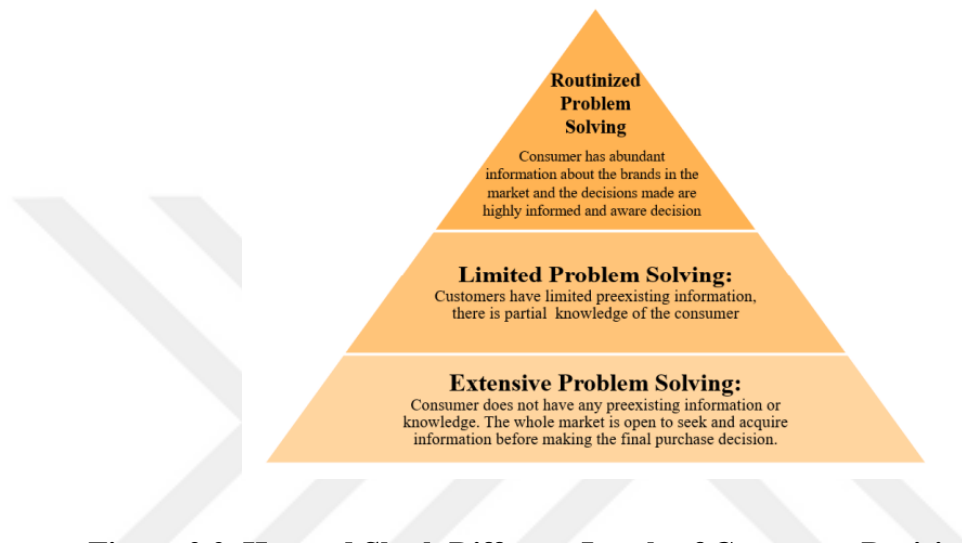 Routinized
Problem
Solving
Consumer has abundant
information about the brands in the
market and the decisions made are
highly informed and aware decision
Limited Problem Solving:
Customers have limited preexisting information,
there is partial knowledge of the consumer
Extensive Problem Solving:
Consumer does not have any preexisting information or
knowledge. The whole market is open to seek and acquire
information before making the final purchase decision.